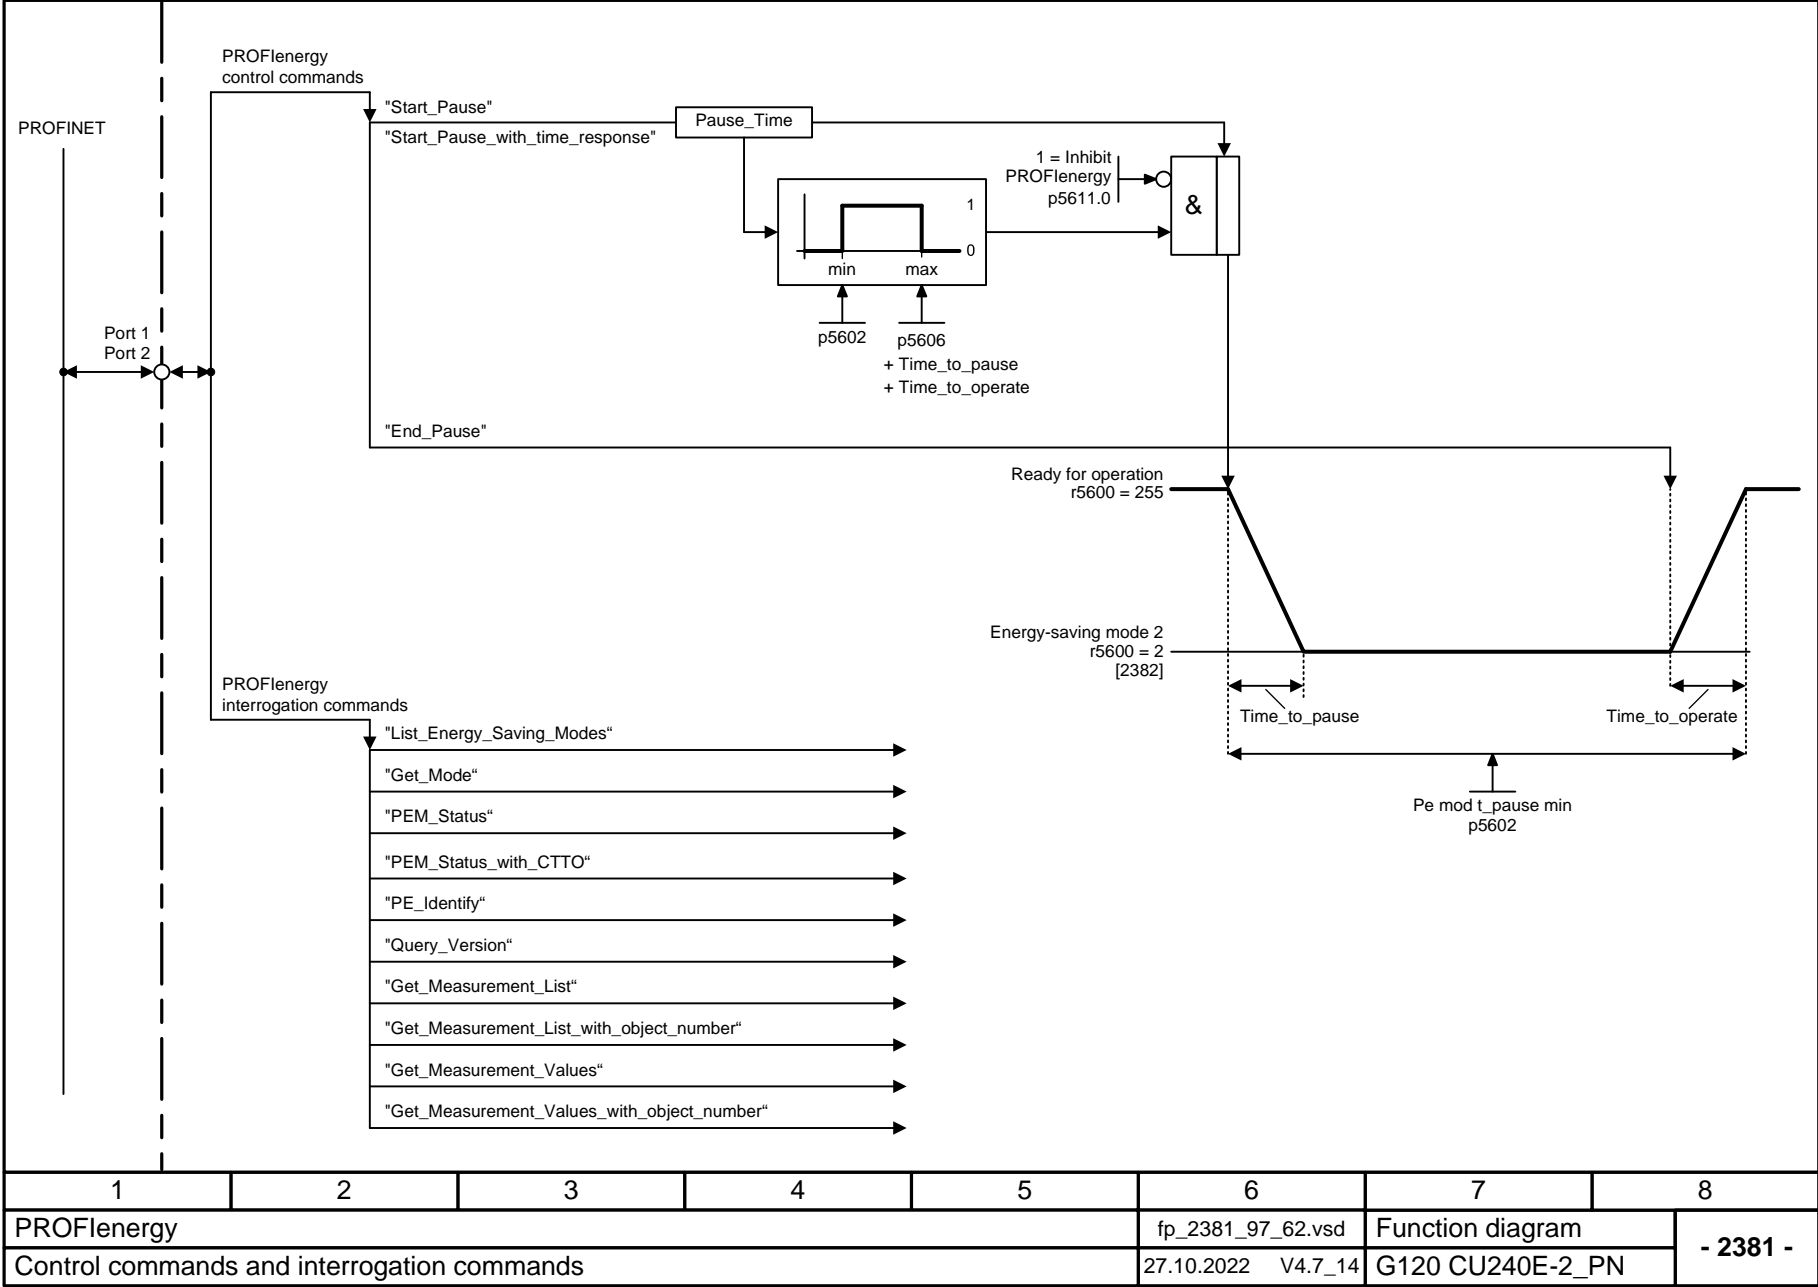 PROFIenergy
control commands
PROFINET
"Start_Pause"
"Start_Pause_with_time_response"
Pause_Time
1 = Inhibit
PROFIenergy
p5611.0
&
1
0
min max
p5602
p5606
+ Time_to_pause
+ Time_to_operate
Port 1
Port 2
"End_Pause"
Ready for operation
r5600 = 255
Energy-saving mode 2
r5600 = 2
[2382]
Time_to_pause
Time_to_operate
Pe mod t_pause min
p5602
PROFIenergy
interrogation commands
"List_Energy_Saving_Modes“
"Get_Mode“
"PEM_Status“
"PEM_Status_with_CTTO“
"PE_Identify“
"Query_Version“
"Get_Measurement_List“
"Get_Measurement_List_with_object_number“
"Get_Measurement_Values“
"Get_Measurement_Values_with_object_number“
1 2 3 4 5 6 7 8
PROFIenergy fp_2381_97_62.vsd Function diagram
- 2381 -
Control commands and interrogation commands 27.10.2022 V4.7_14 G120 CU240E-2_PN